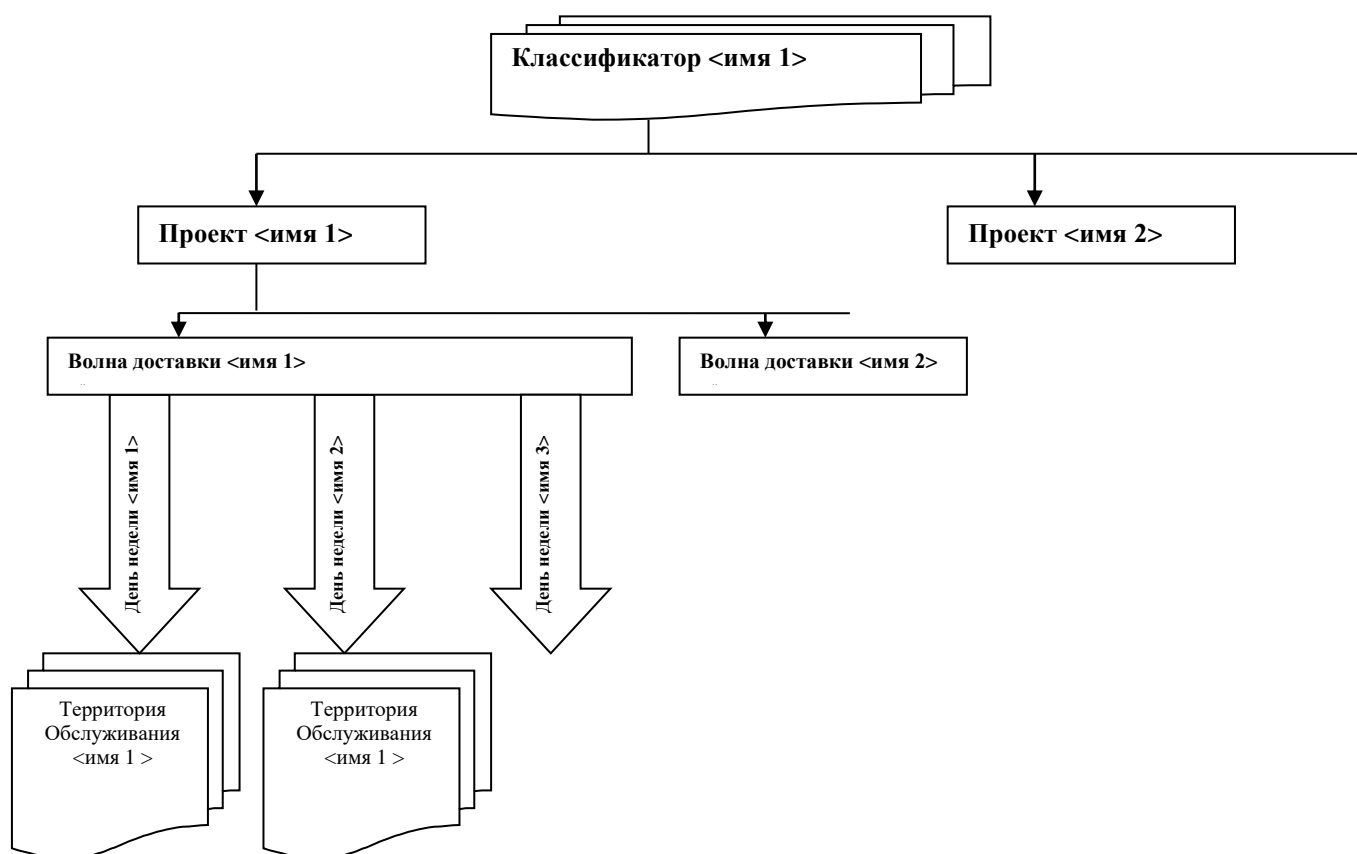 Классификатор <имя 1>
Проект <имя 1>
Проект <имя 2>
Волна доставки <имя 1>
Волна доставки <имя 2>
День недели <имя 1>
День недели <имя 2>
День недели <имя 3>
Территория
Обслуживания
<имя 1 >
Территория
Обслуживания
<имя 1 >